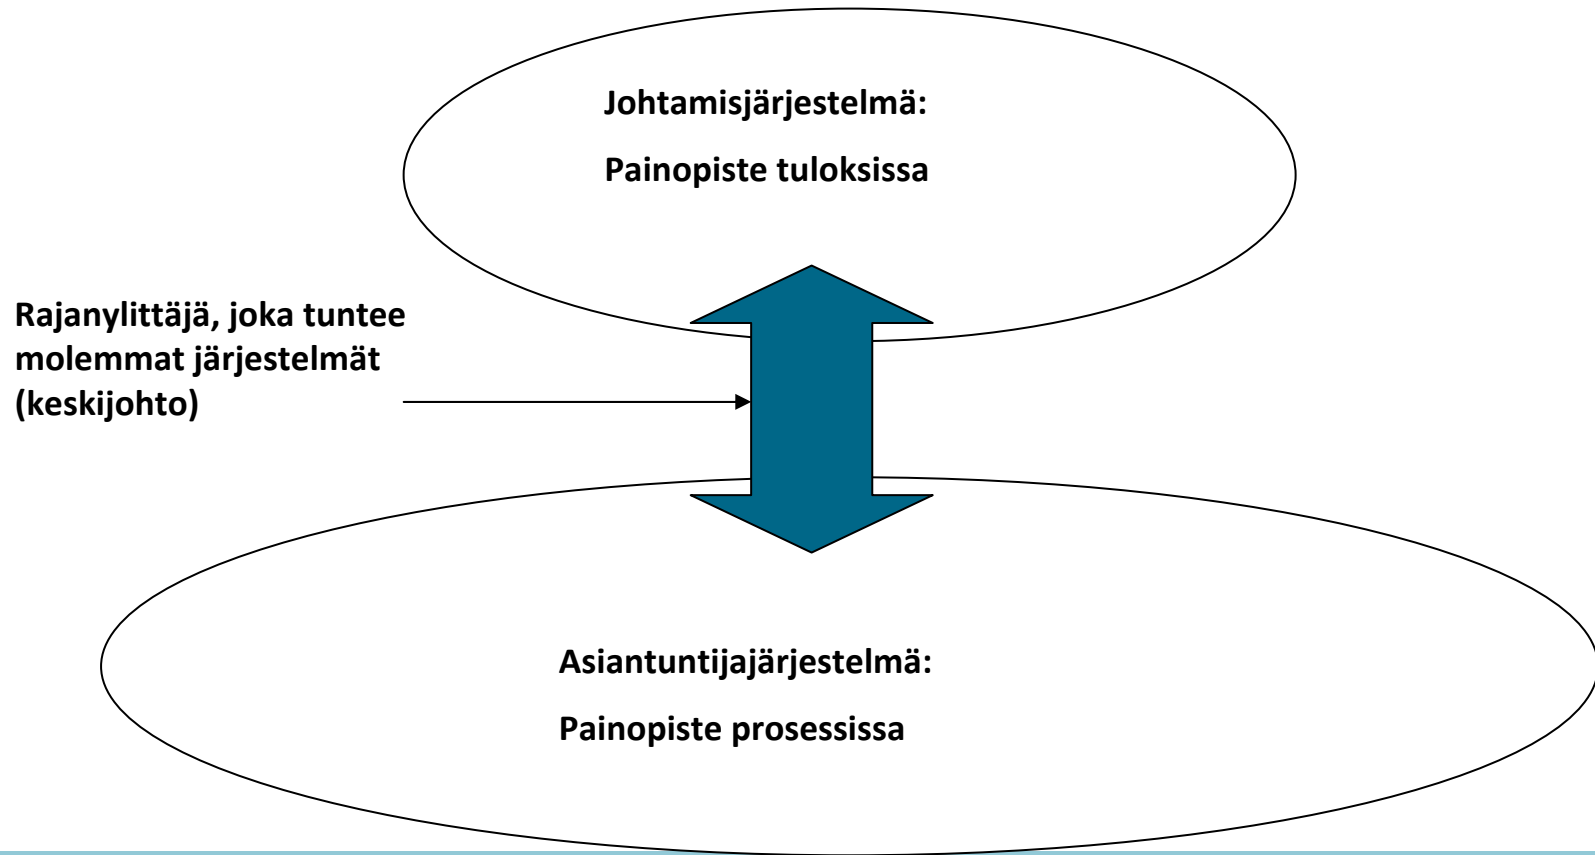 Johtamisjärjestelmä:
Painopiste tuloksissa
Rajanylittäjä, joka tuntee
molemmat järjestelmät
(keskijohto)
Asiantuntijajärjestelmä:
Painopiste prosessissa